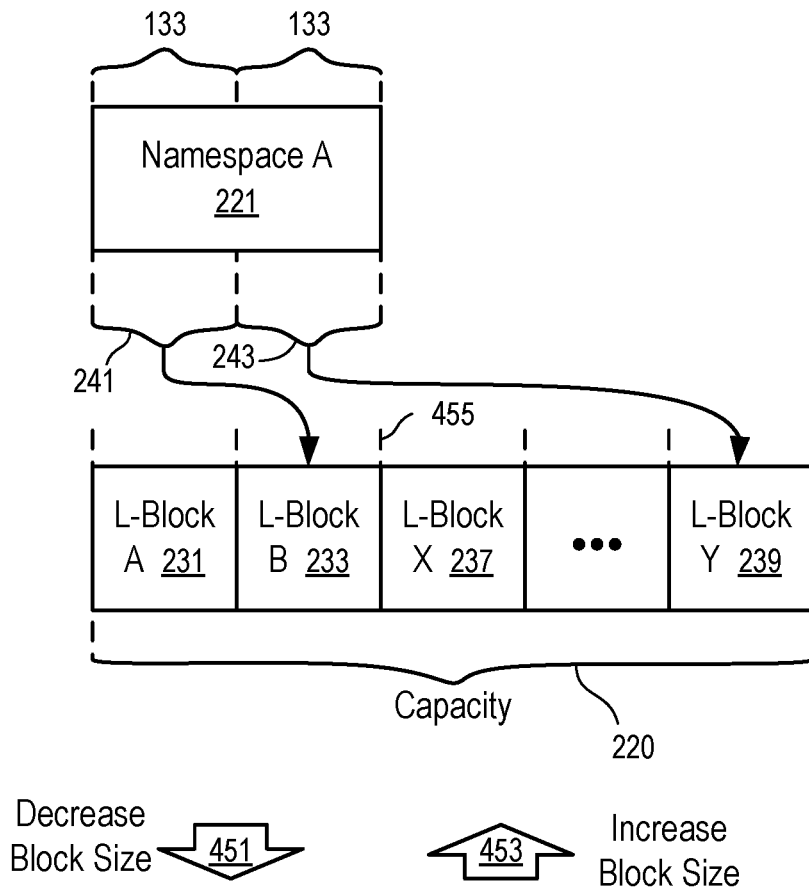 133 133
Namespace A
221
241
243
455
L-Block L-Block L-Block L-Block
A 231 B 233 X 237 ••• Y 239
Capacity
220
Decrease
Block Size
451
453
Increase
Block Size